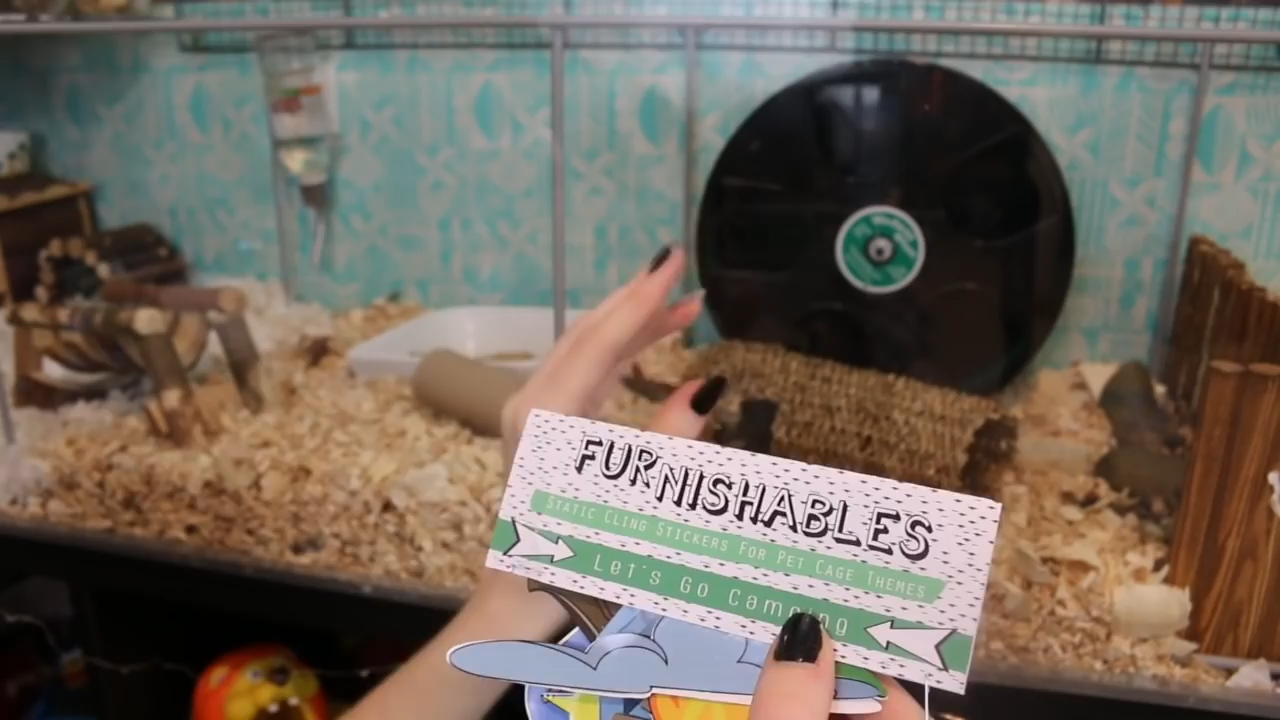 FURNISHABLES
STATIC CLING STICKERS FOR PET CAGE THEMES
Let's Go Camping